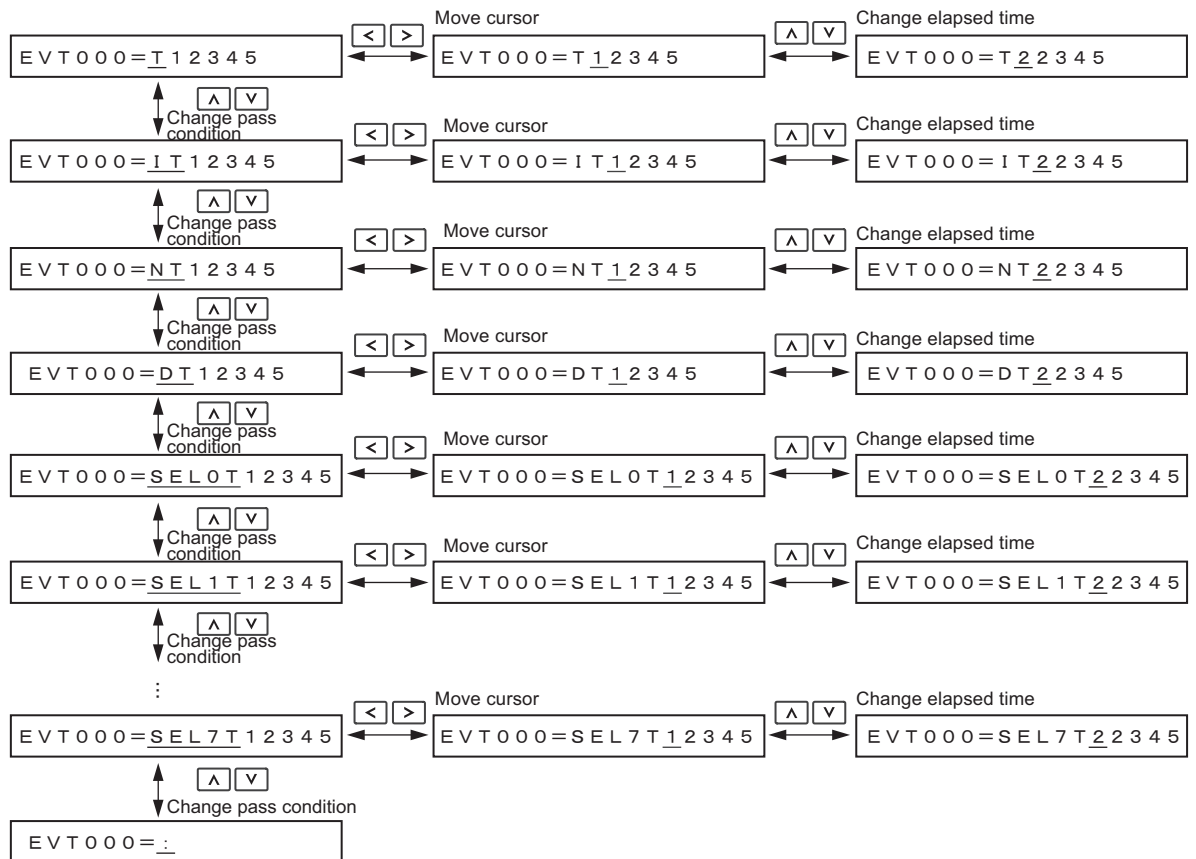 Move cursor
Change elapsed time
EVT000=T12345
< >
EVT000=T12345
∧ ∨
EVT000=T22345
∧ ∨
Change pass
condition
Move cursor
Change elapsed time
EVT000=IT12345
< >
EVT000=IT12345
∧ ∨
EVT000=IT22345
∧ ∨
Change pass
condition
Move cursor
Change elapsed time
EVT000=NT12345
< >
EVT000=NT12345
∧ ∨
EVT000=NT22345
∧ ∨
Change pass
condition
Move cursor
Change elapsed time
EVT000=DT12345
< >
EVT000=DT12345
∧ ∨
EVT000=DT22345
∧ ∨
Change pass
condition
Move cursor
Change elapsed time
EVT000=SEL0T12345
< >
EVT000=SEL0T12345
∧ ∨
EVT000=SEL0T22345
∧ ∨
Change pass
condition
Move cursor
Change elapsed time
EVT000=SEL1T12345
< >
EVT000=SEL1T12345
∧ ∨
EVT000=SEL1T22345
∧ ∨
Change pass
condition
⋮
Move cursor
Change elapsed time
EVT000=SEL7T12345
< >
EVT000=SEL7T12345
∧ ∨
EVT000=SEL7T22345
∧ ∨
Change pass condition
EVT000=: